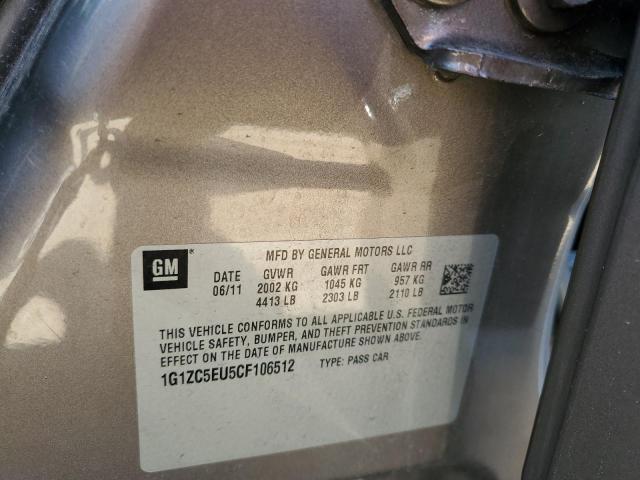 GM
MFD BY GENERAL MOTORS LLC
DATE GVWR GAWR FRT GAWR RR
06/11 2002 KG 1045 KG 957 KG
4413 LB 2303 LB 2110 LB
THIS VEHICLE CONFORMS TO ALL APPLICABLE U.S. FEDERAL MOTOR
VEHICLE SAFETY, BUMPER, AND THEFT PREVENTION STANDARDS IN
EFFECT ON THE DATE OF MANUFACTURE SHOWN ABOVE.
1G1ZC5EU5CF106512 TYPE: PASS CAR